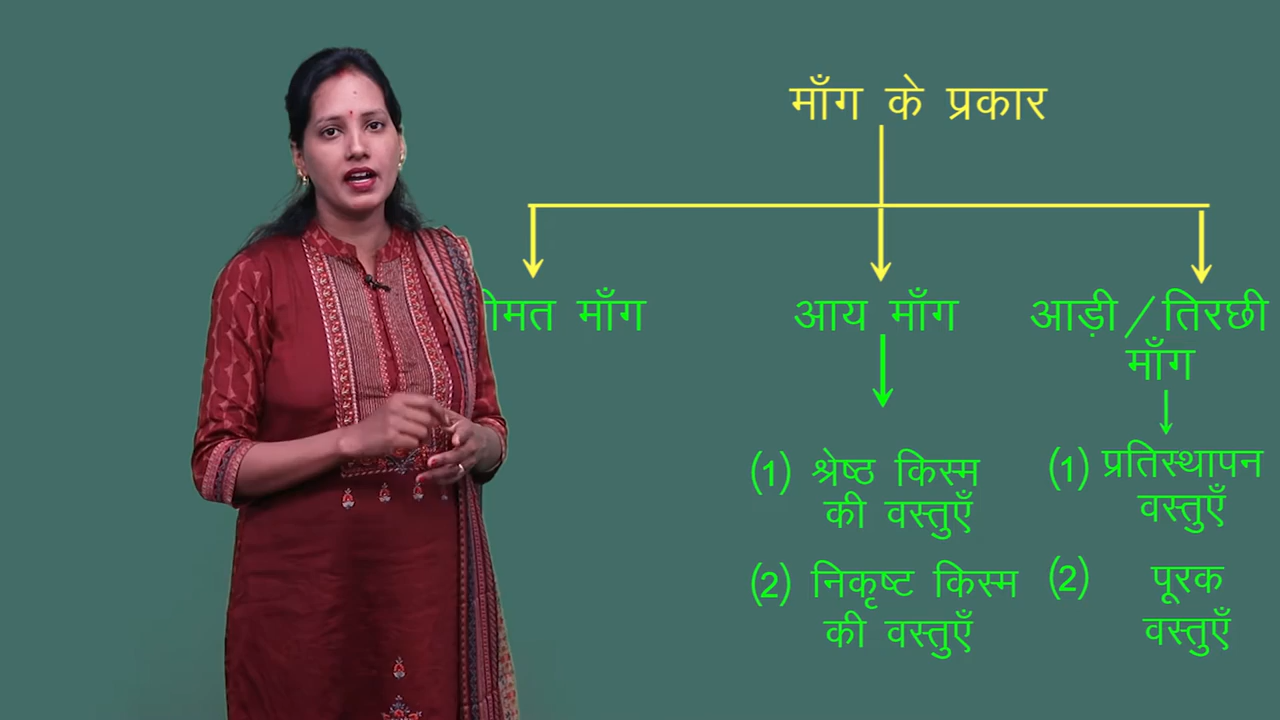 माँग के प्रकार
माँग
आय माँग
आड़ी/तिरछी
माँग
(1) श्रेष्ठ किस्म
की वस्तुएँ
(2) निकृष्ट किस्म
की वस्तुएँ
(1) प्रतिस्थापन
वस्तुएँ
(2) पूरक
वस्तुएँ